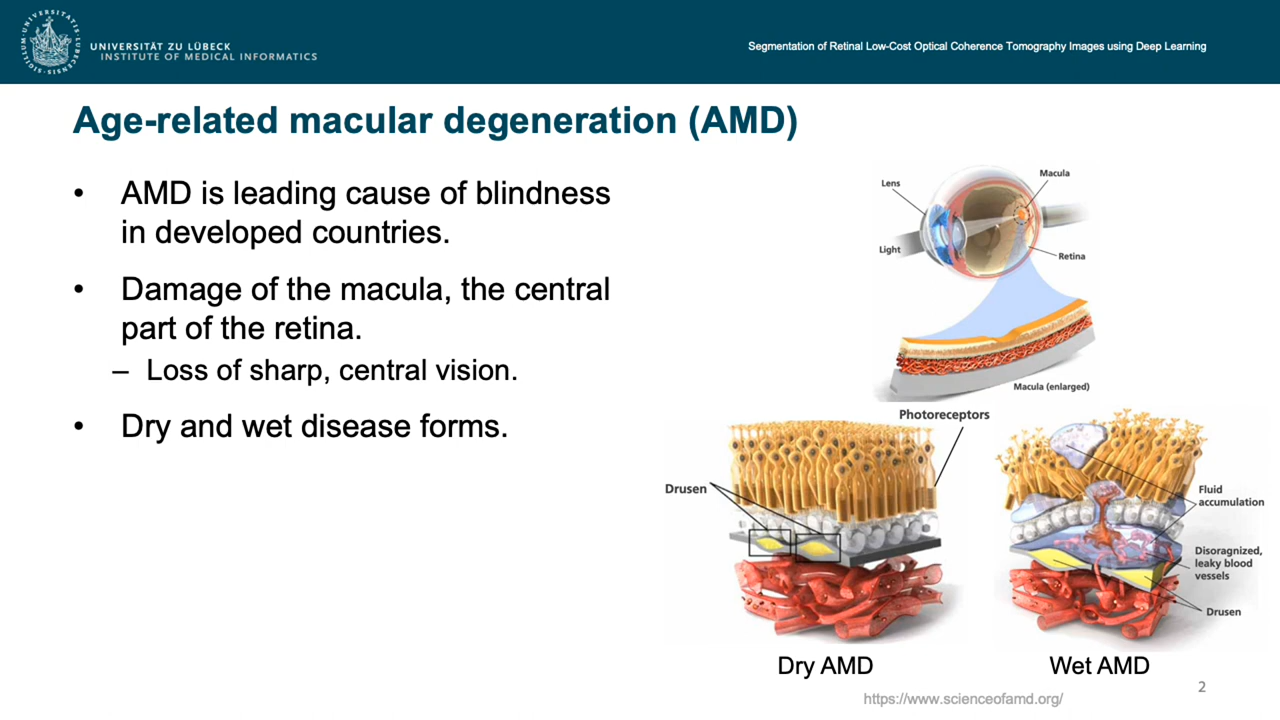 UNIVERSITÄT ZU LÜBECK
INSTITUTE OF MEDICAL INFORMATICS
Segmentation of Retinal Low-Cost Optical Coherence Tomography Images using Deep Learning
Age-related macular degeneration (AMD)
• AMD is leading cause of blindness
in developed countries.
• Damage of the macula, the central
part of the retina.
– Loss of sharp, central vision.
• Dry and wet disease forms.
Lens
Macula
Light
Retina
Macula (enlarged)
Photoreceptors
Drusen
Fluid
accumulation
Disoragnized,
leaky blood
vessels
Drusen
Dry AMD
Wet AMD
https://www.scienceofamd.org/
2